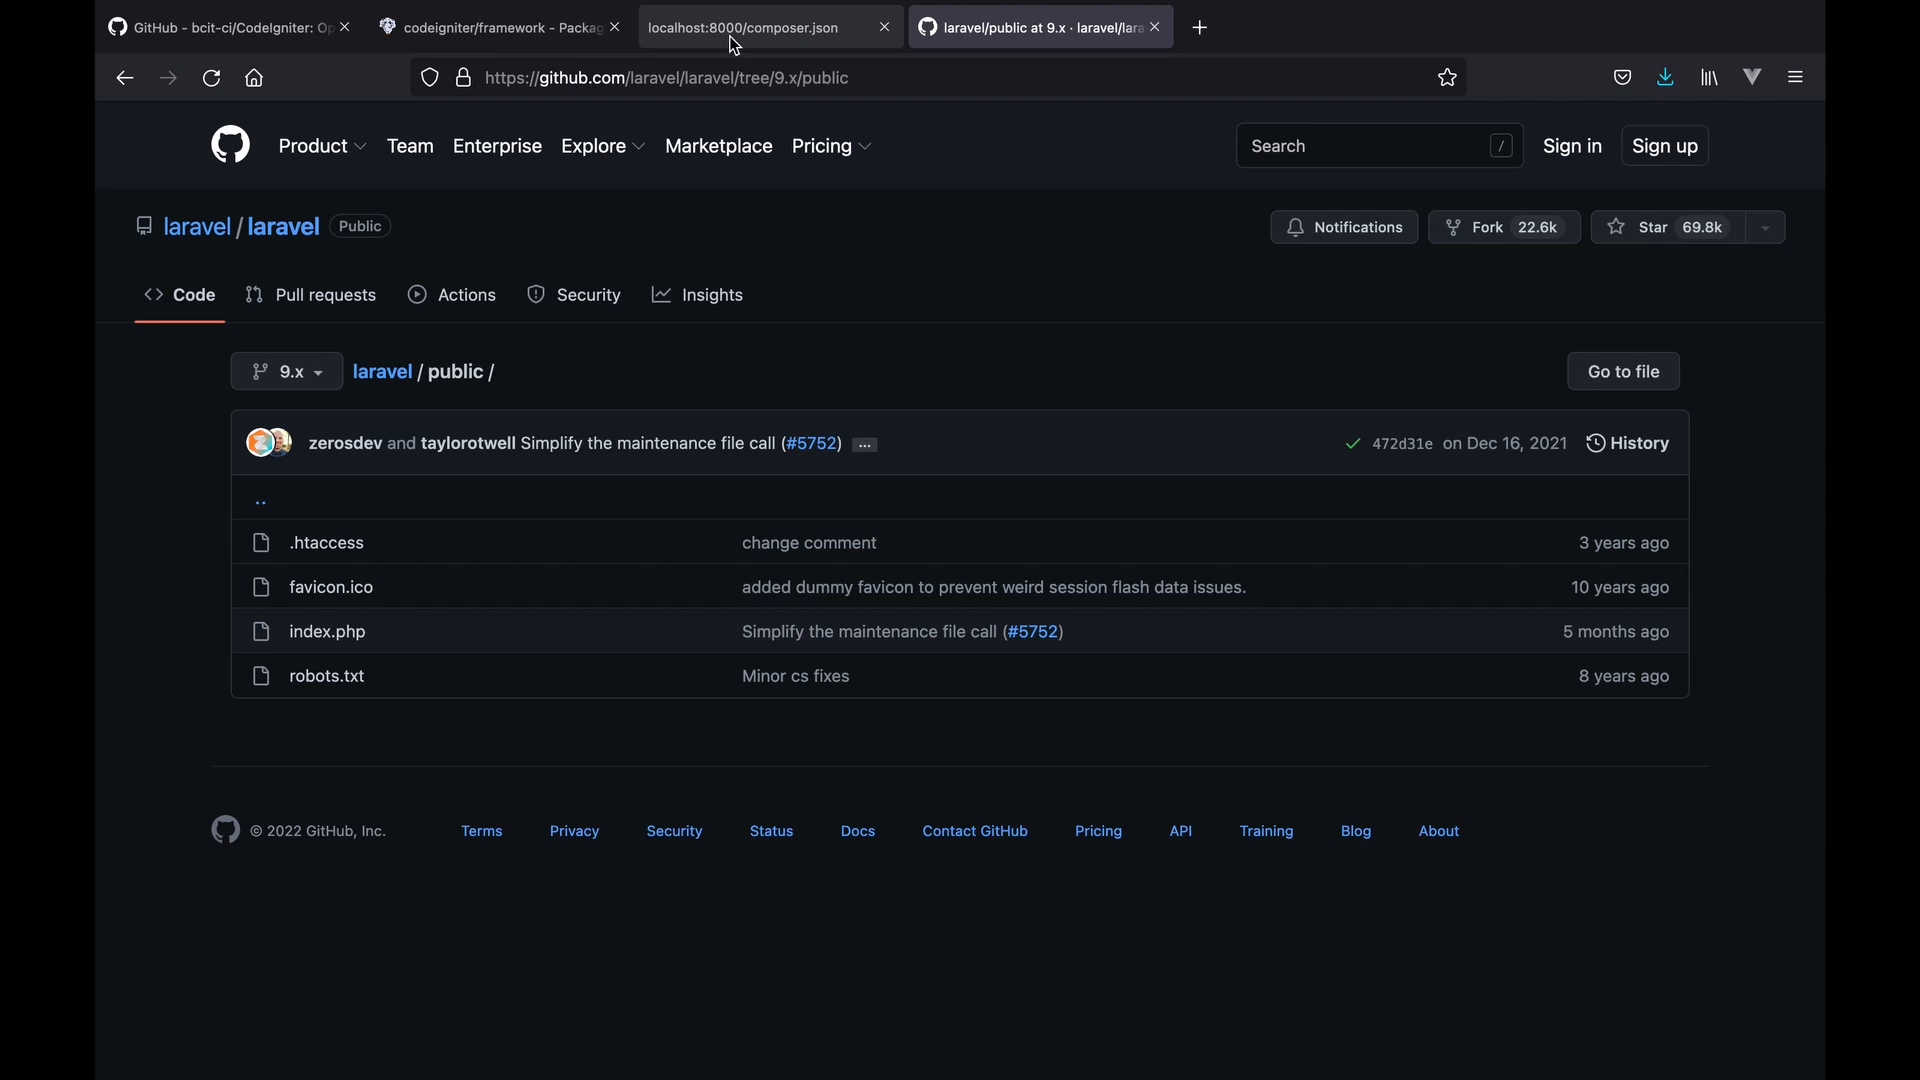 GitHub - bcit-ci/CodeIgniter: Op
codeigniter/framework - Packag
localhost:8000/composer.json
laravel/public at 9.x · laravel/lara
https://github.com/laravel/laravel/tree/9.x/public
Product Team Enterprise Explore Marketplace Pricing
Search /
Sign in
Sign up
laravel / laravel Public
Notifications
Fork 22.6k
Star 69.8k
Code Pull requests Actions Security Insights
9.x laravel / public /
Go to file
zerosdev and taylorotwell Simplify the maintenance file call (#5752) ...
472d31e on Dec 16, 2021 History
..
.htaccess change comment 3 years ago
favicon.ico added dummy favicon to prevent weird session flash data issues. 10 years ago
index.php Simplify the maintenance file call (#5752) 5 months ago
robots.txt Minor cs fixes 8 years ago
© 2022 GitHub, Inc. Terms Privacy Security Status Docs Contact GitHub Pricing API Training Blog About